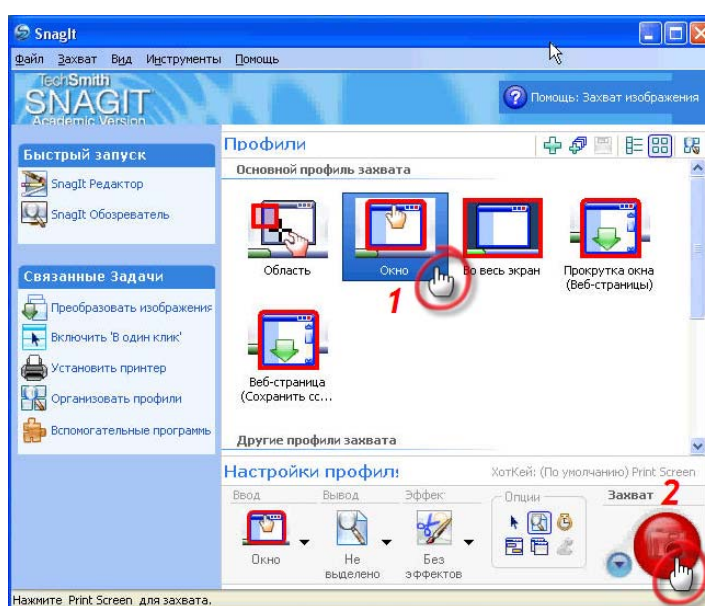 SnagIt
Файл Захват Вид Инструменты Помощь
TechSmith
SNAGIT
Academic Version
Помощь: Захват изображения
Быстрый запуск
SnagIt Редактор
SnagIt Обозреватель
Связанные Задачи
Преобразовать изображения
Включить 'В один клик'
Установить принтер
Организовать профили
Вспомогательные программы
Профили
Основной профиль захвата
Область
Окно
Во весь экран
Прокрутка окна
(Веб-страницы)
1
Веб-страница
(Сохранить сс...
Другие профили захвата
Настройки профиля
ХотКей: (По умолчанию) Print Screen
Ввод
Вывод
Эффек
Опции
Захват
2
Окно
Не
выделено
Без
эффектов
Нажмите Print Screen для захвата.